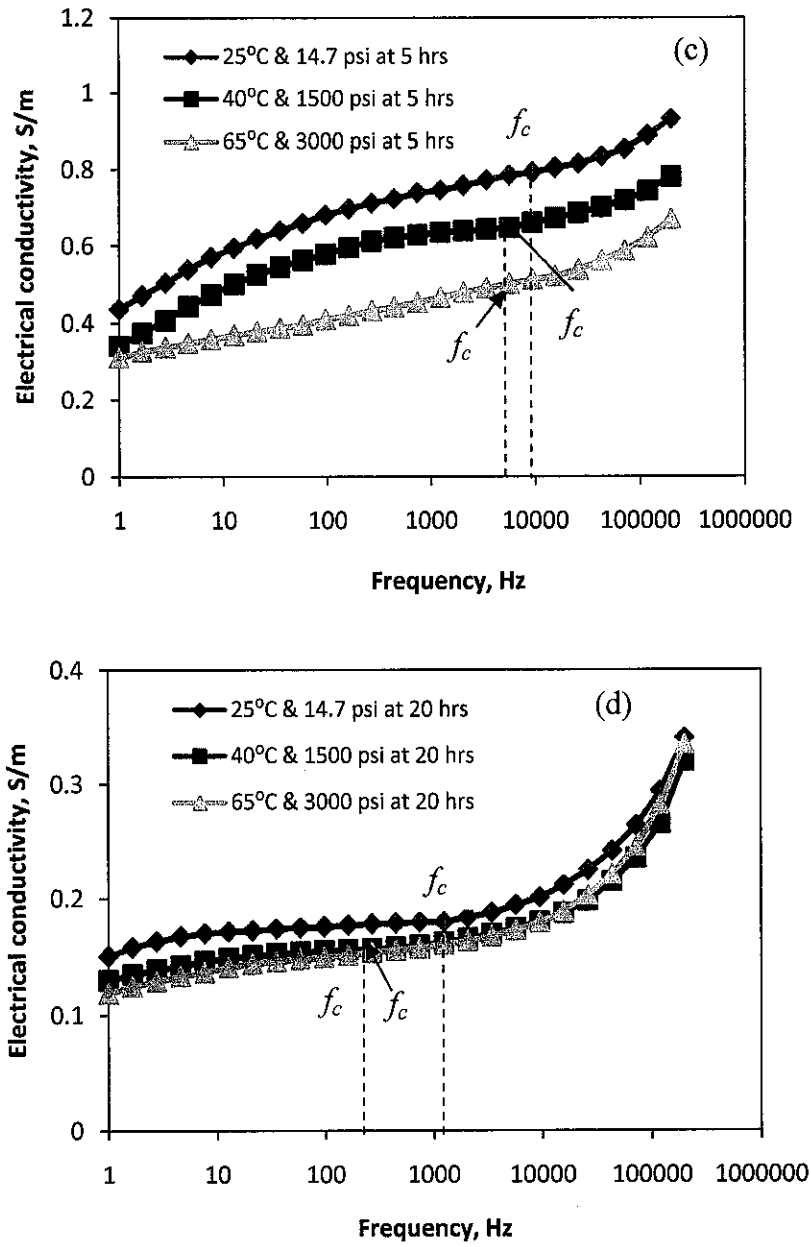 1.2
1
0.8
0.6
0.4
0.2
0
Electrical conductivity, S/m
25°C & 14.7 psi at 5 hrs
40°C & 1500 psi at 5 hrs
65°C & 3000 psi at 5 hrs
(c)
fc
fc
fc
1 10 100 1000 10000 100000 1000000
Frequency, Hz
0.4
0.3
0.2
0.1
0
Electrical conductivity, S/m
25°C & 14.7 psi at 20 hrs
40°C & 1500 psi at 20 hrs
65°C & 3000 psi at 20 hrs
(d)
fc
fc
fc
1 10 100 1000 10000 100000 1000000
Frequency, Hz